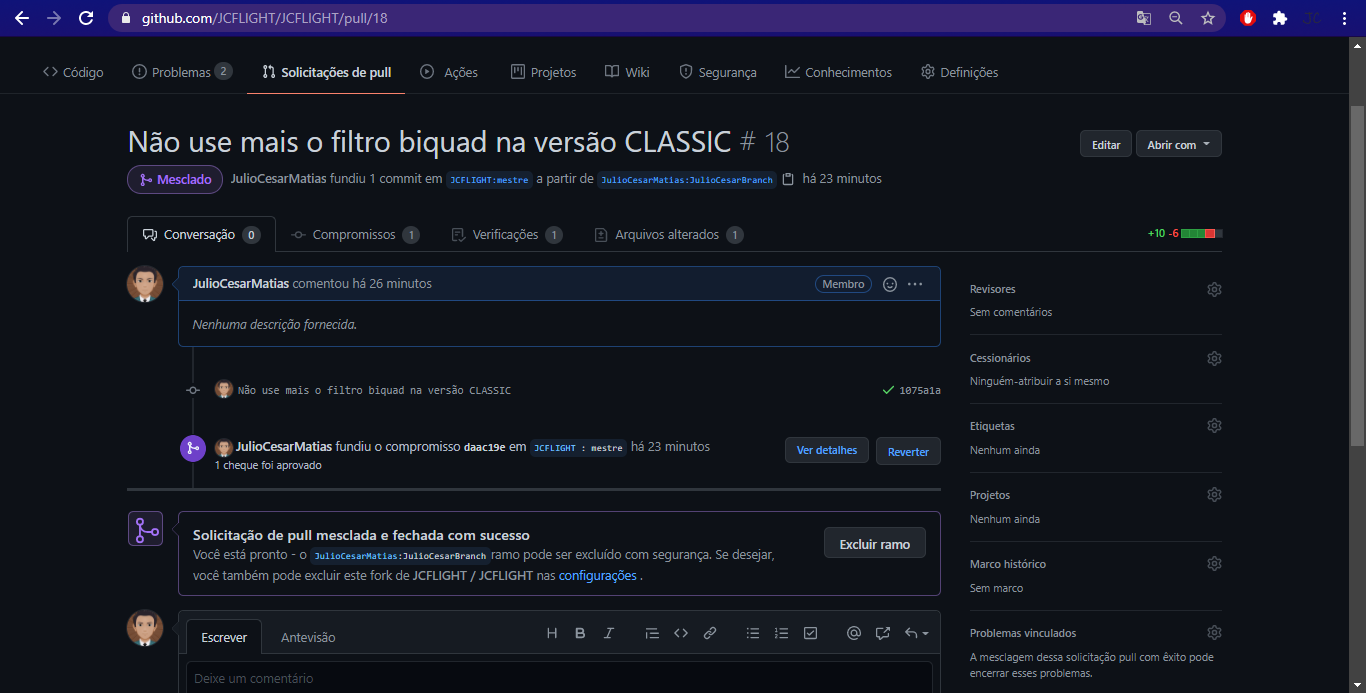 github.com/JCFLIGHT/JCFLIGHT/pull/18
JC
Código Problemas 2 Solicitações de pull Ações Projetos Wiki Segurança Conhecimentos Definições
Não use mais o filtro biquad na versão CLASSIC # 18
Editar Abrir com
Mesclado JulioCesarMatias fundiu 1 commit em JCFLIGHT:mestre a partir de JulioCesarMatias:JulioCesarBranch há 23 minutos
Conversação 0 Compromissos 1 Verificações 1 Arquivos alterados 1
+10 -6
JulioCesarMatias comentou há 26 minutos Membro
Nenhuma descrição fornecida.
Não use mais o filtro biquad na versão CLASSIC 1075a1a
JulioCesarMatias fundiu o compromisso daac19e em JCFLIGHT : mestre há 23 minutos
1 cheque foi aprovado
Ver detalhes Reverter
Solicitação de pull mesclada e fechada com sucesso
Você está pronto - o JulioCesarMatias:JulioCesarBranch ramo pode ser excluído com segurança. Se desejar,
você também pode excluir este fork de JCFLIGHT / JCFLIGHT nas configurações .
Excluir ramo
Escrever Antevisão
Deixe um comentário
Revisores
Sem comentários
Cessionários
Ninguém-atribuir a si mesmo
Etiquetas
Nenhum ainda
Projetos
Nenhum ainda
Marco histórico
Sem marco
Problemas vinculados
A mesclagem dessa solicitação pull com êxito pode
encerrar esses problemas.